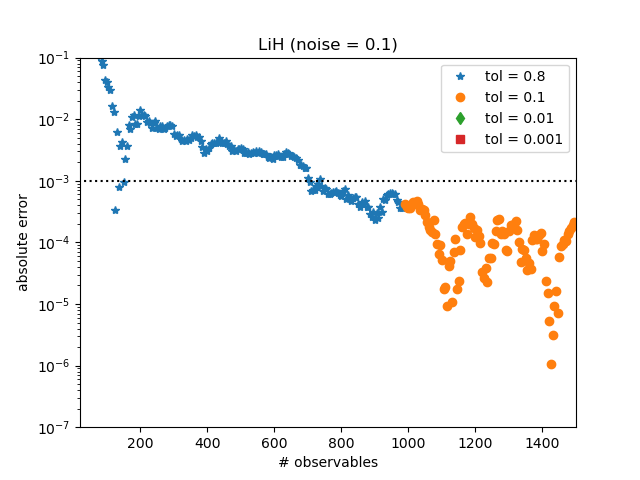 LiH (noise = 0.1)
tol = 0.8
tol = 0.1
tol = 0.01
tol = 0.001
absolute error
10⁻¹
10⁻²
10⁻³
10⁻⁴
10⁻⁵
10⁻⁶
10⁻⁷
200 400 600 800 1000 1200 1400
# observables